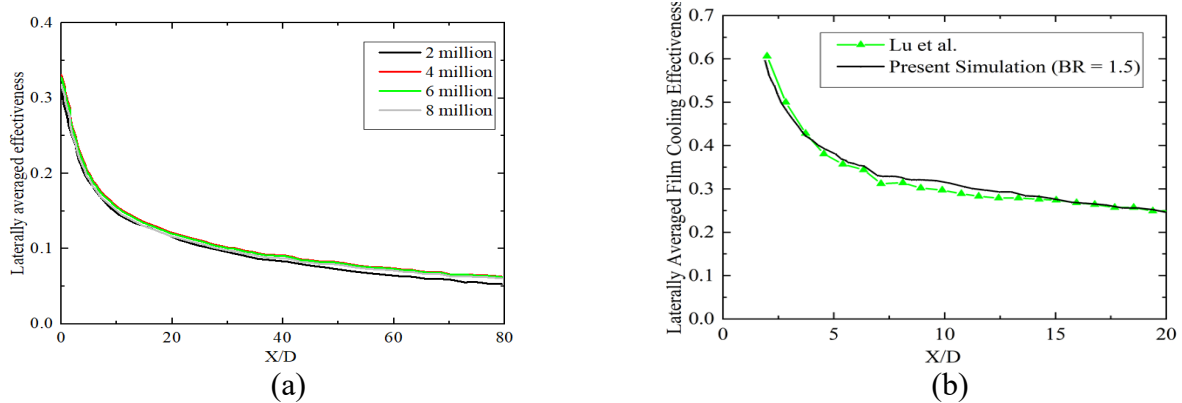 0.4
0.3
0.2
0.1
0.0
Laterally averaged effectiveness
2 million
4 million
6 million
8 million
0 20 40 60 80
X/D
(a)
0.7
0.6
0.5
0.4
0.3
0.2
0.1
0.0
Laterally Averaged Film Cooling Effectiveness
Lu et al.
Present Simulation (BR = 1.5)
0 5 10 15 20
X/D
(b)